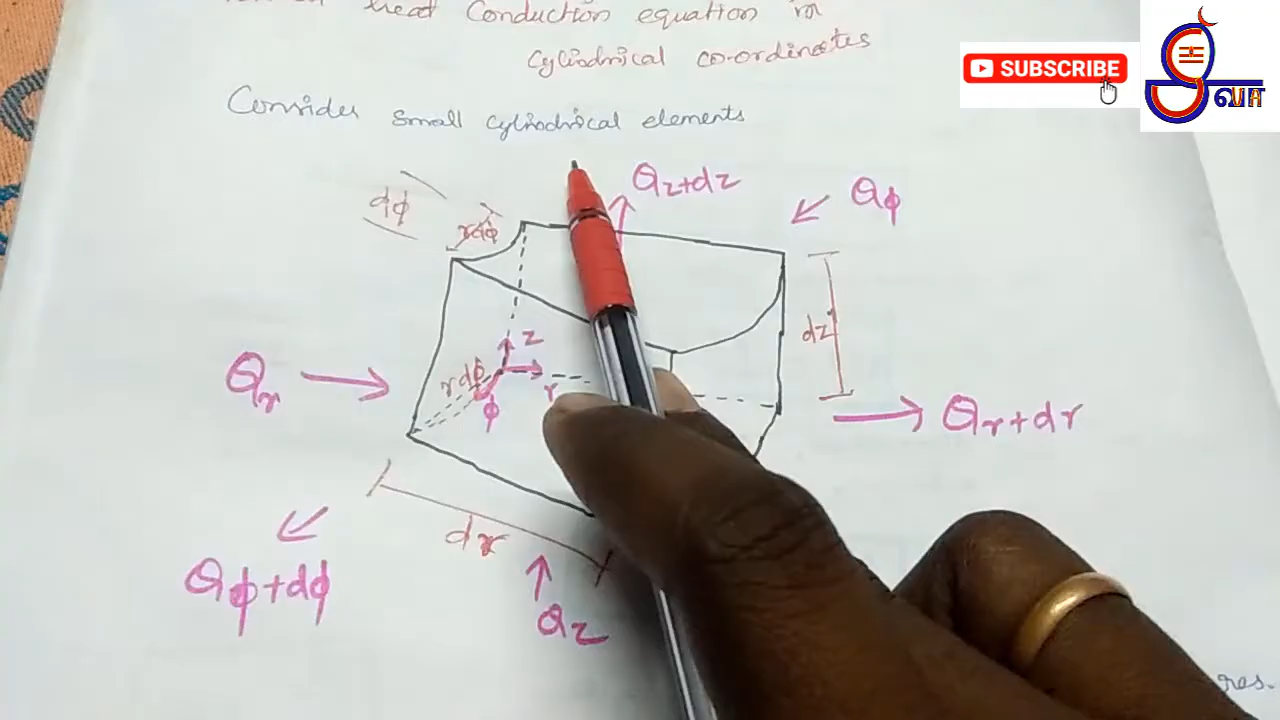 heat Conduction equation in
Cylindrical co-ordinates
SUBSCRIBE
சிவா
SIVA
Consider small cylindrical elements
Qz+dz
Qϕ
dϕ
rdϕ
dz
z
rdϕ
r
ϕ
Qr
Qr+dr
dr
Qϕ+dϕ
Qz